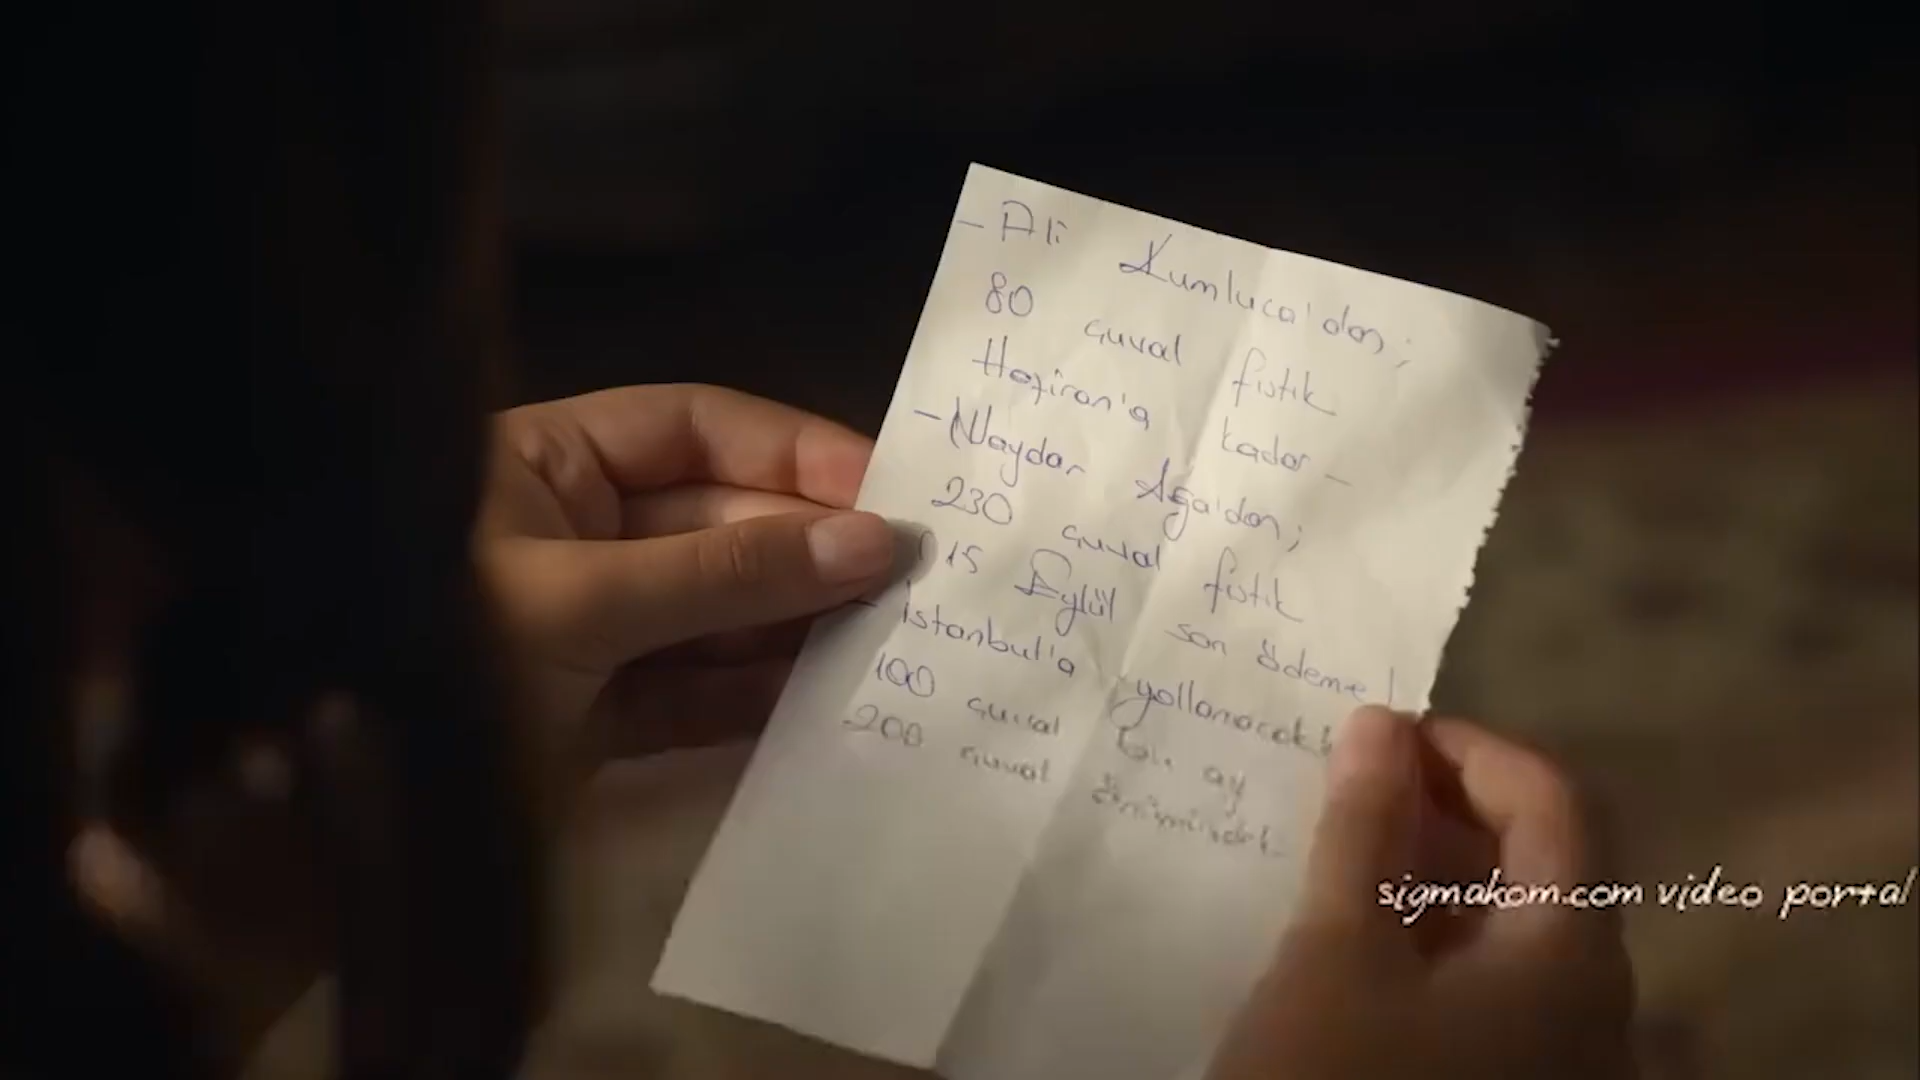 - Ali Kumluca'dan;
80 çuval fıstık
Haziran'a kadar -
- Haydar Ağa'dan;
230 çuval fıstık
15 Eylül son ödeme!
- İstanbul'a yollanacak
100 çuval ay
200 çuval
sigmakom.com video portal